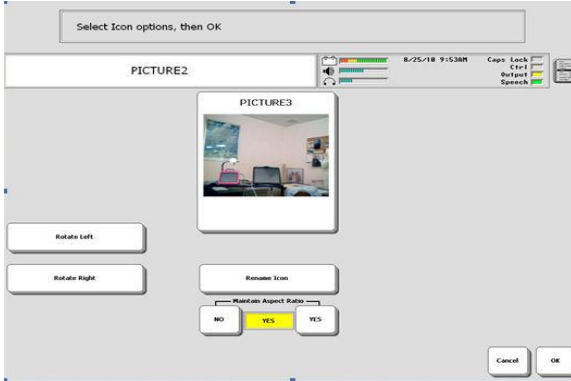 Select Icon options, then OK
PICTURE2
8/25/10 9:53AM
Caps Lock
Ctrl
Output
Speech
PICTURE3
Rotate Left
Rotate Right
Rename Icon
Maintain Aspect Ratio
NO YES YES
Cancel OK